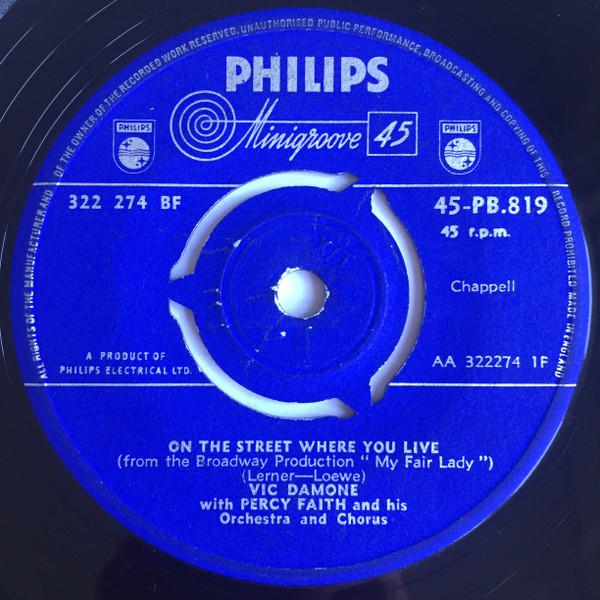 ALL RIGHTS OF THE MANUFACTURER AND OF THE OWNER OF THE RECORDED WORK RESERVED. UNAUTHORISED PUBLIC PERFORMANCE, BROADCASTING AND COPYING OF THIS RECORD PROHIBITED MADE IN ENGLAND
PHILIPS
Minigroove 45
PHILIPS
PHILIPS
322 274 BF
45-PB.819
45 r.p.m.
Chappell
A PRODUCT OF
PHILIPS ELECTRICAL LTD.
AA 322274 1F
ON THE STREET WHERE YOU LIVE
(from the Broadway Production “ My Fair Lady ”)
(Lerner—Loewe)
VIC DAMONE
with PERCY FAITH and his
Orchestra and Chorus